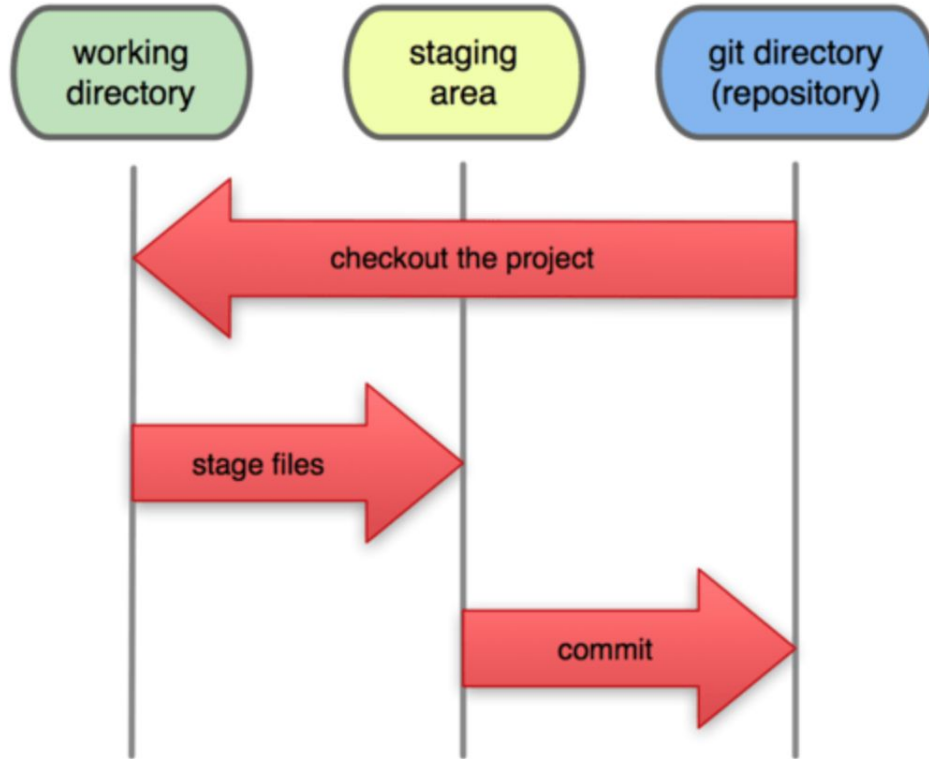 working
directory
staging
area
git directory
(repository)
checkout the project
stage files
commit